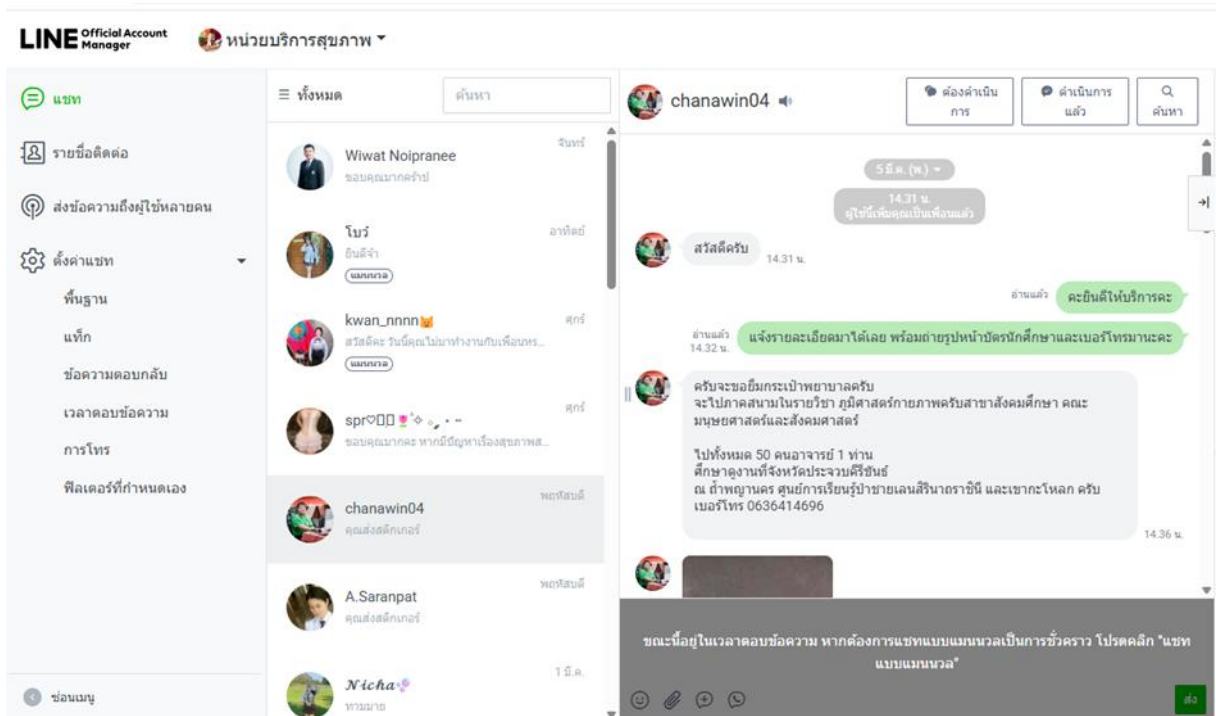 LINE Official Account Manager
หน่วยบริการสุขภาพ
แชท
รายชื่อติดต่อ
ส่งข้อความถึงผู้ใช้หลายคน
ตั้งค่าแชท
พื้นฐาน
แท็ก
ข้อความตอบกลับ
เวลาตอบข้อความ
การโทร
ฟิลเตอร์ที่กำหนดเอง
ซ่อนเมนู
ทั้งหมด
ค้นหา
Wiwat Noipranee
จันทร์
ขอบคุณมากคร้าป
โบว์
อาทิตย์
ยินดีจ้า
แมนนวล
kwan_nnnn
ศุกร์
สวัสดีคะ วันนี้คุณไม่มาทำงานกับเพื่อนหร...
แมนนวล
spr
ศุกร์
ขอบคุณมากคะ หากมีปัญหาเรื่องสุขภาพส...
chanawin04
พฤหัสบดี
คุณส่งสติกเกอร์
A.Saranpat
พฤหัสบดี
คุณส่งสติกเกอร์
Nicha
1 มี.ค.
ทามมาย
chanawin04
ต้องดำเนินการ
ดำเนินการแล้ว
ค้นหา
5 มี.ค. (พ.)
14.31 น.
ผู้ใช้นี้เพิ่มคุณเป็นเพื่อนแล้ว
สวัสดีครับ
14.31 น.
อ่านแล้ว
คะยินดีให้บริการคะ
อ่านแล้ว
14.32 น.
แจ้งรายละเอียดมาได้เลย พร้อมถ่ายรูปหน้าบัตรนักศึกษาและเบอร์โทรมานะคะ
ครับจะขอยืมกระเป๋าพยาบาลครับ
จะไปภาคสนามในรายวิชา ภูมิศาสตร์กายภาพครับสาขาสังคมศึกษา คณะ
มนุษยศาสตร์และสังคมศาสตร์
ไปทั้งหมด 50 คนอาจารย์ 1 ท่าน
ศึกษาดูงานที่จังหวัดประจวบคีรีขันธ์
ณ ถ้ำพญานคร ศูนย์การเรียนรู้ป่าชายเลนสิรินาถราชินี และเขากะโหลก ครับ
เบอร์โทร 0636414696
14.36 น.
ขณะนี้อยู่ในเวลาตอบข้อความ หากต้องการแชทแบบแมนนวลเป็นการชั่วคราว โปรดคลิก "แชท
แบบแมนนวล"
ส่ง